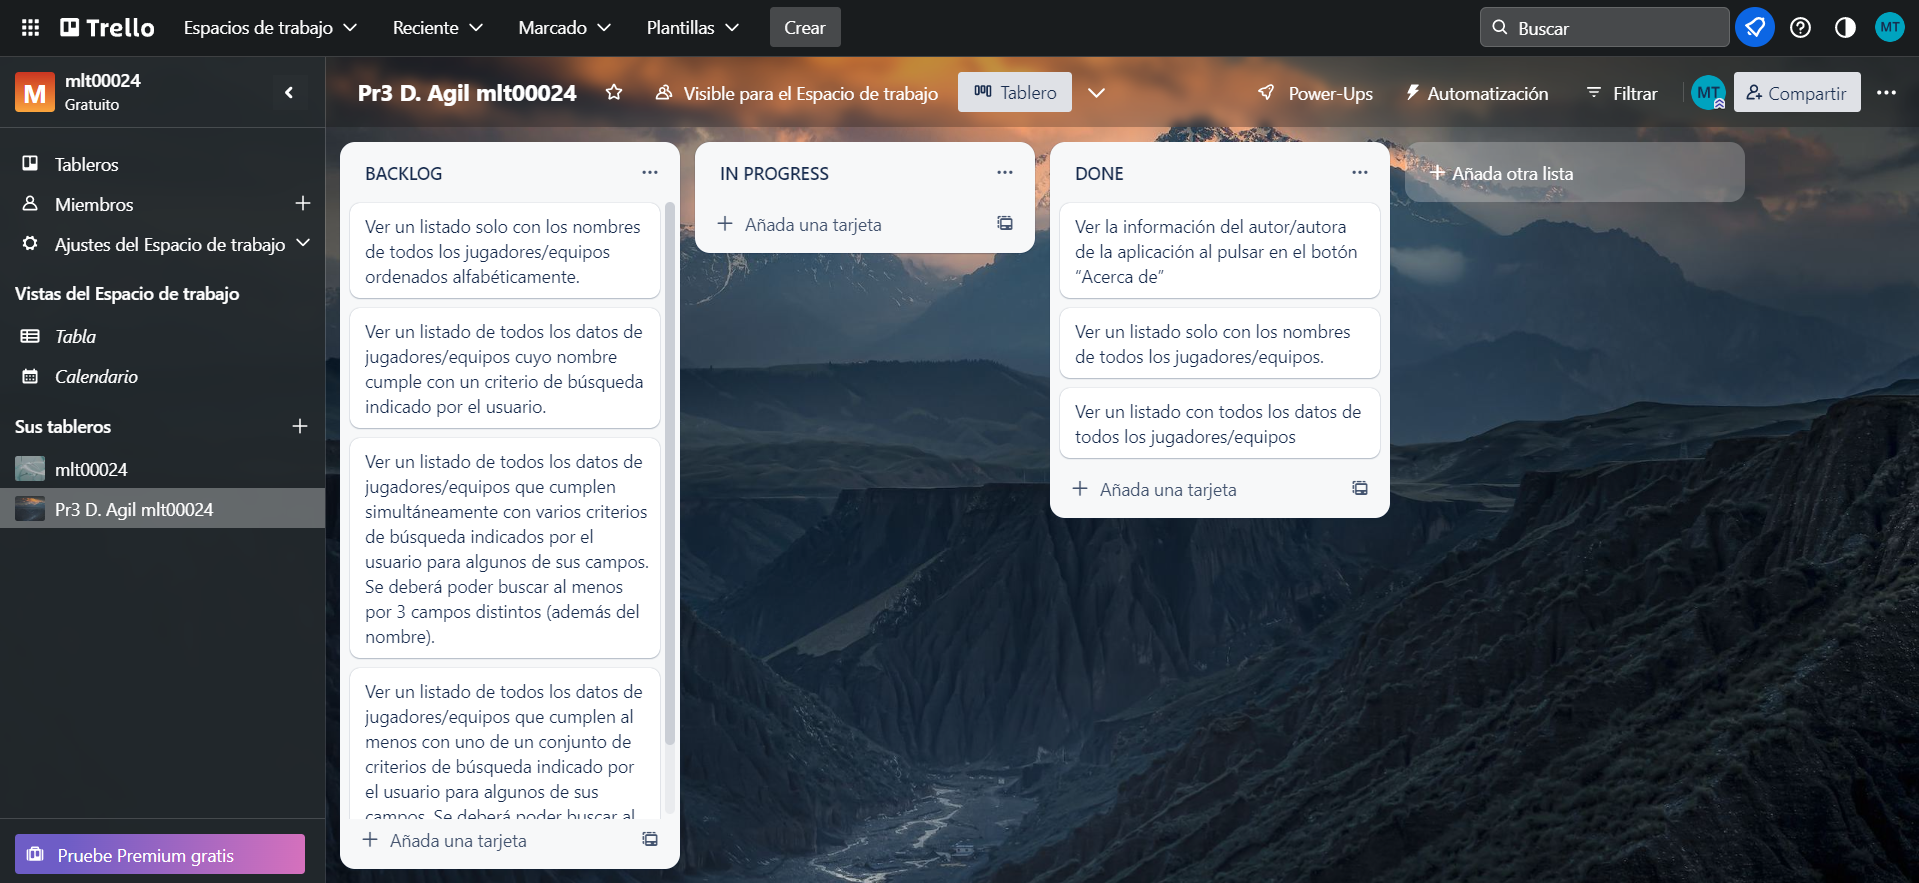 Trello
Espacios de trabajo
Reciente
Marcado
Plantillas
Crear
Buscar
MT
M
mlt00024
Gratuito
Pr3 D. Agil mlt00024
Visible para el Espacio de trabajo
Tablero
Power-Ups
Automatización
Filtrar
MT
Compartir
Tableros
Miembros
Ajustes del Espacio de trabajo
Vistas del Espacio de trabajo
Tabla
Calendario
Sus tableros
mlt00024
Pr3 D. Agil mlt00024
Pruebe Premium gratis
BACKLOG
Ver un listado solo con los nombres
de todos los jugadores/equipos
ordenados alfabéticamente.
Ver un listado de todos los datos de
jugadores/equipos cuyo nombre
cumple con un criterio de búsqueda
indicado por el usuario.
Ver un listado de todos los datos de
jugadores/equipos que cumplen
simultáneamente con varios criterios
de búsqueda indicados por el
usuario para algunos de sus campos.
Se deberá poder buscar al menos
por 3 campos distintos (además del
nombre).
Ver un listado de todos los datos de
jugadores/equipos que cumplen al
menos con uno de un conjunto de
criterios de búsqueda indicado por
el usuario para algunos de sus
campos. Se deberá poder buscar al
Añada una tarjeta
IN PROGRESS
Añada una tarjeta
DONE
Ver la información del autor/autora
de la aplicación al pulsar en el botón
“Acerca de”
Ver un listado solo con los nombres
de todos los jugadores/equipos.
Ver un listado con todos los datos de
todos los jugadores/equipos
Añada una tarjeta
Añada otra lista